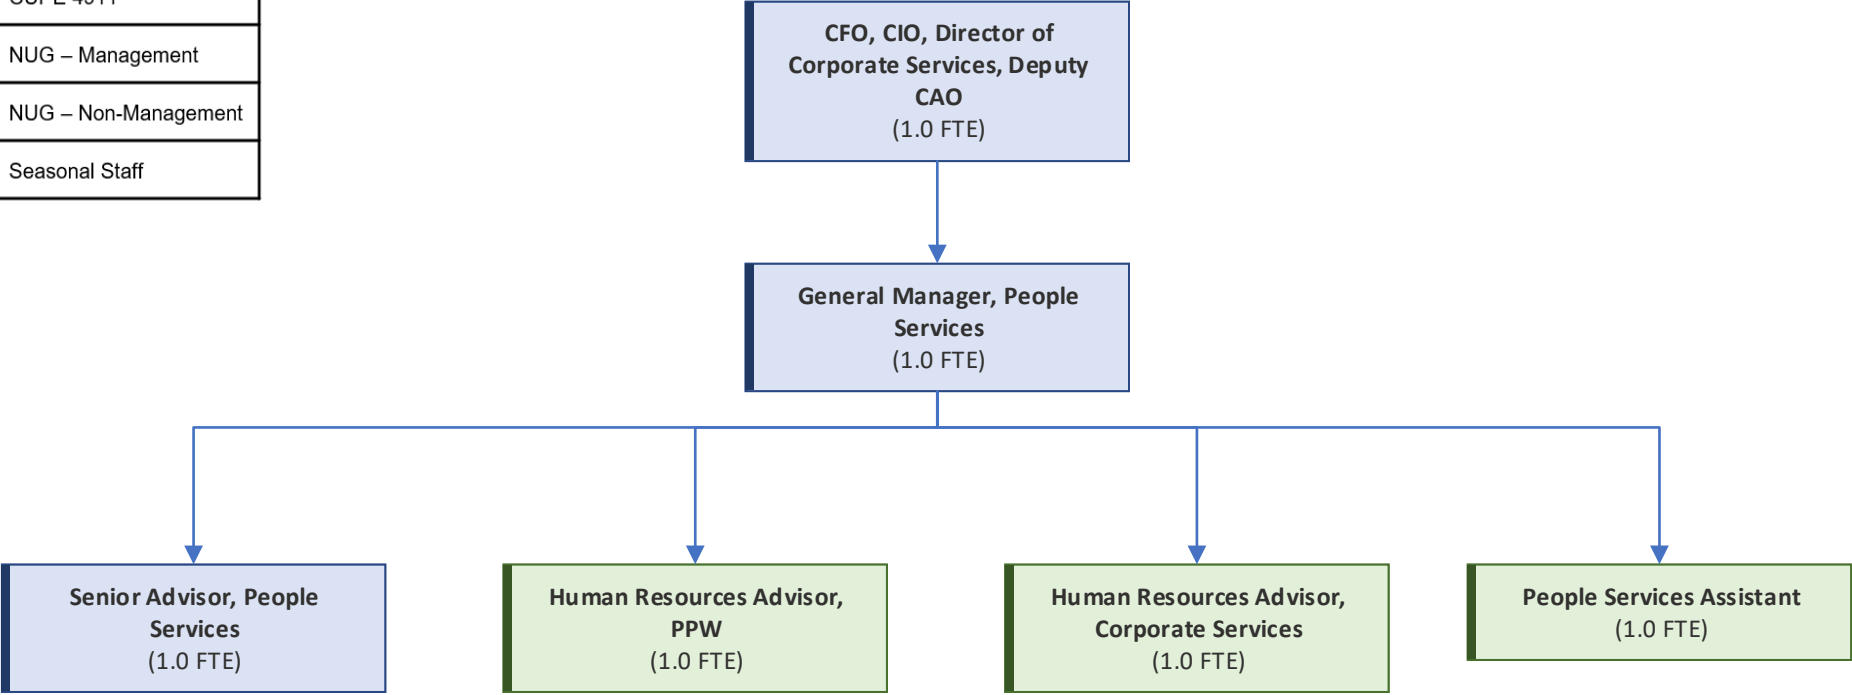 NUG – Management
NUG – Non-Management
Seasonal Staff
CFO, CIO, Director of
Corporate Services, Deputy
CAO
(1.0 FTE)
General Manager, People
Services
(1.0 FTE)
Senior Advisor, People
Services
(1.0 FTE)
Human Resources Advisor,
PPW
(1.0 FTE)
Human Resources Advisor,
Corporate Services
(1.0 FTE)
People Services Assistant
(1.0 FTE)